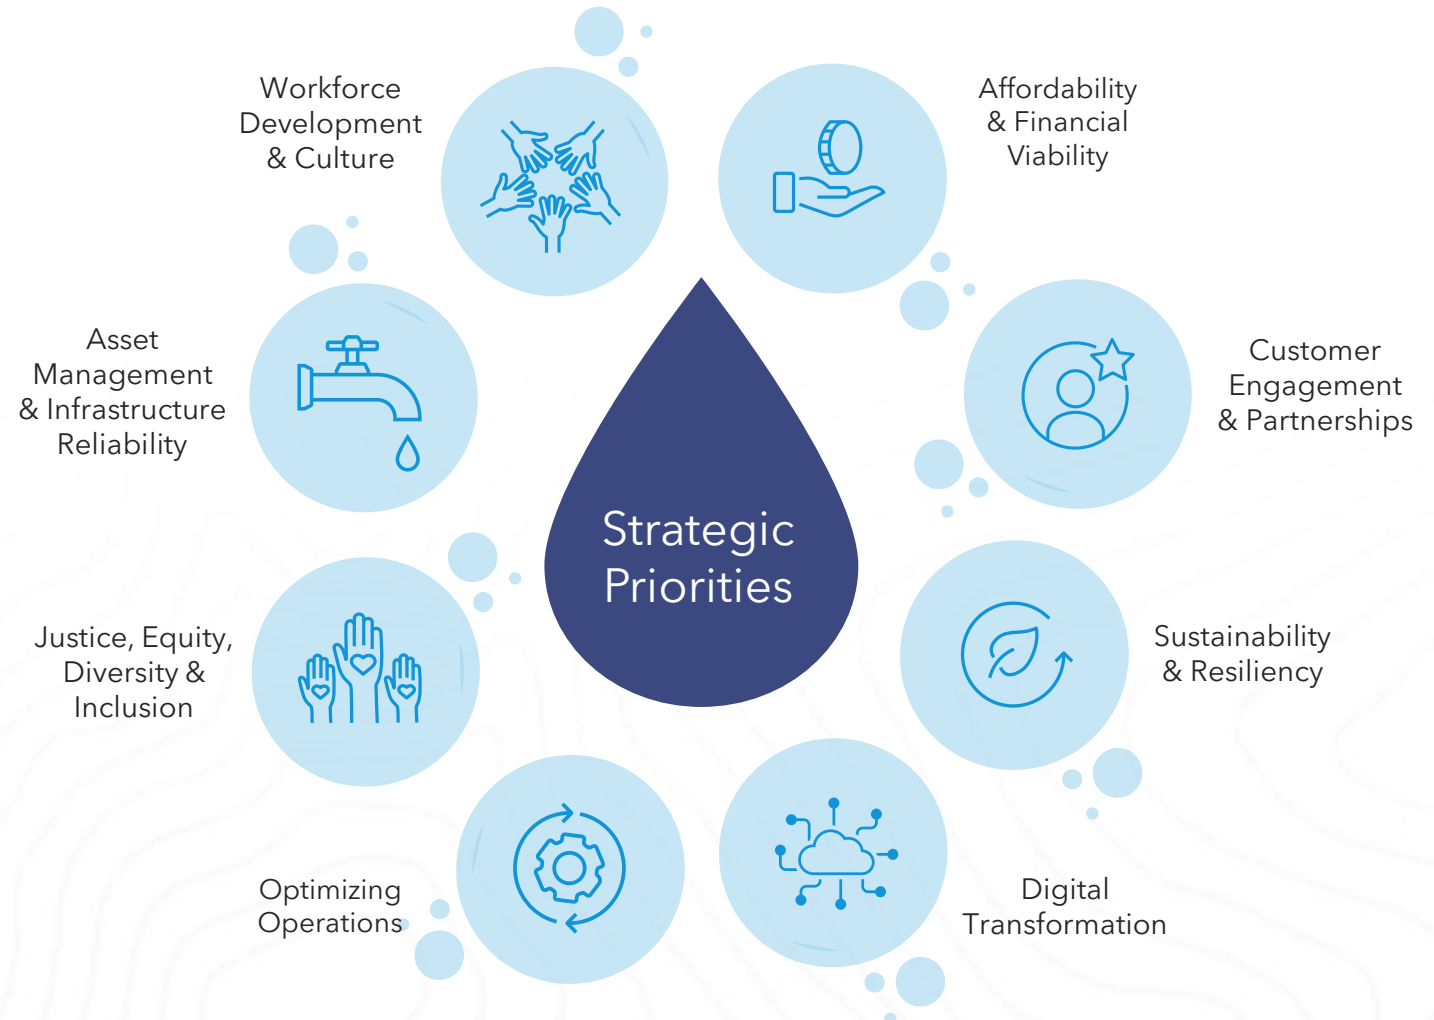 Workforce
Development
& Culture
Affordability
& Financial
Viability
Asset
Management
& Infrastructure
Reliability
Customer
Engagement
& Partnerships
Strategic
Priorities
Justice, Equity,
Diversity &
Inclusion
Sustainability
& Resiliency
Optimizing
Operations
Digital
Transformation